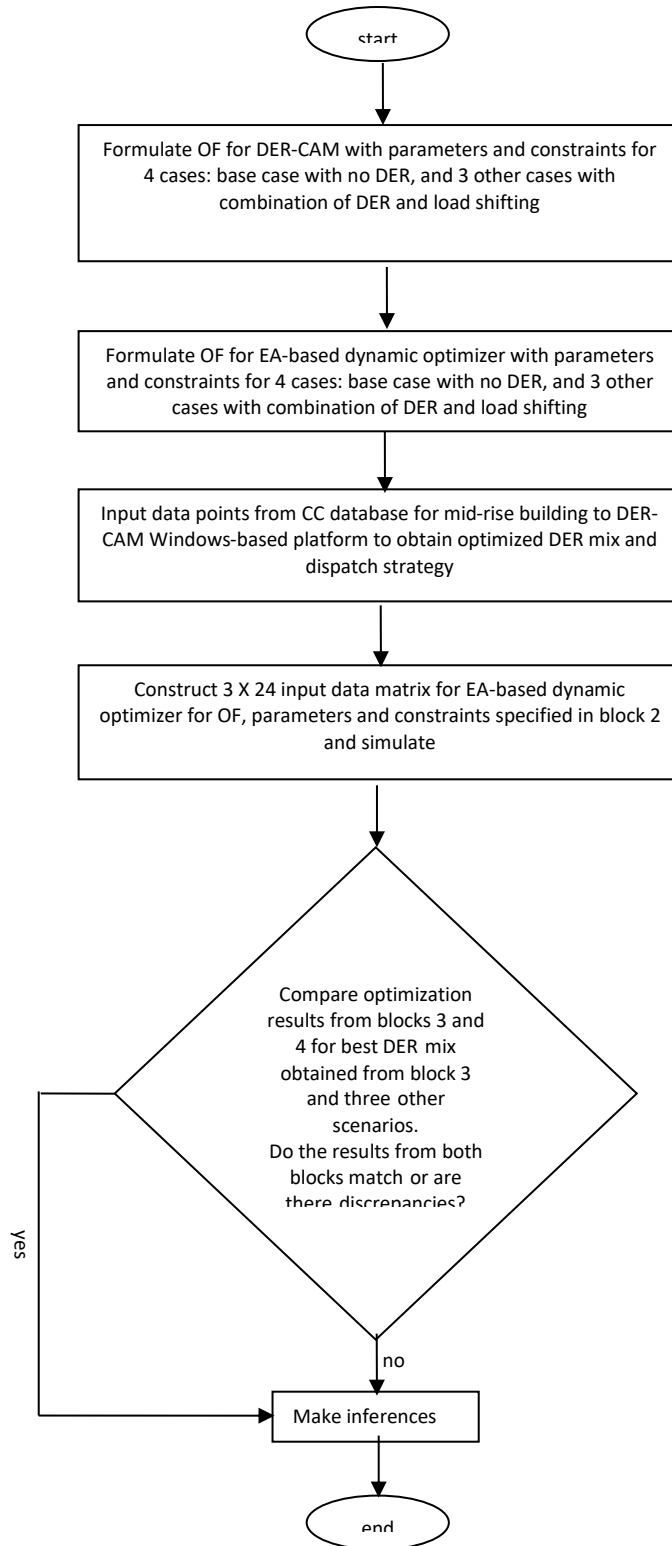 start
Formulate OF for DER-CAM with parameters and constraints for
4 cases: base case with no DER, and 3 other cases with
combination of DER and load shifting
Formulate OF for EA-based dynamic optimizer with parameters
and constraints for 4 cases: base case with no DER, and 3 other
cases with combination of DER and load shifting
Input data points from CC database for mid-rise building to DER-
CAM Windows-based platform to obtain optimized DER mix and
dispatch strategy
Construct 3 X 24 input data matrix for EA-based dynamic
optimizer for OF, parameters and constraints specified in block 2
and simulate
Compare optimization
results from blocks 3 and
4 for best DER mix
obtained from block 3
and three other
scenarios.
Do the results from both
blocks match or are
there discrepancies?
yes
no
Make inferences
end